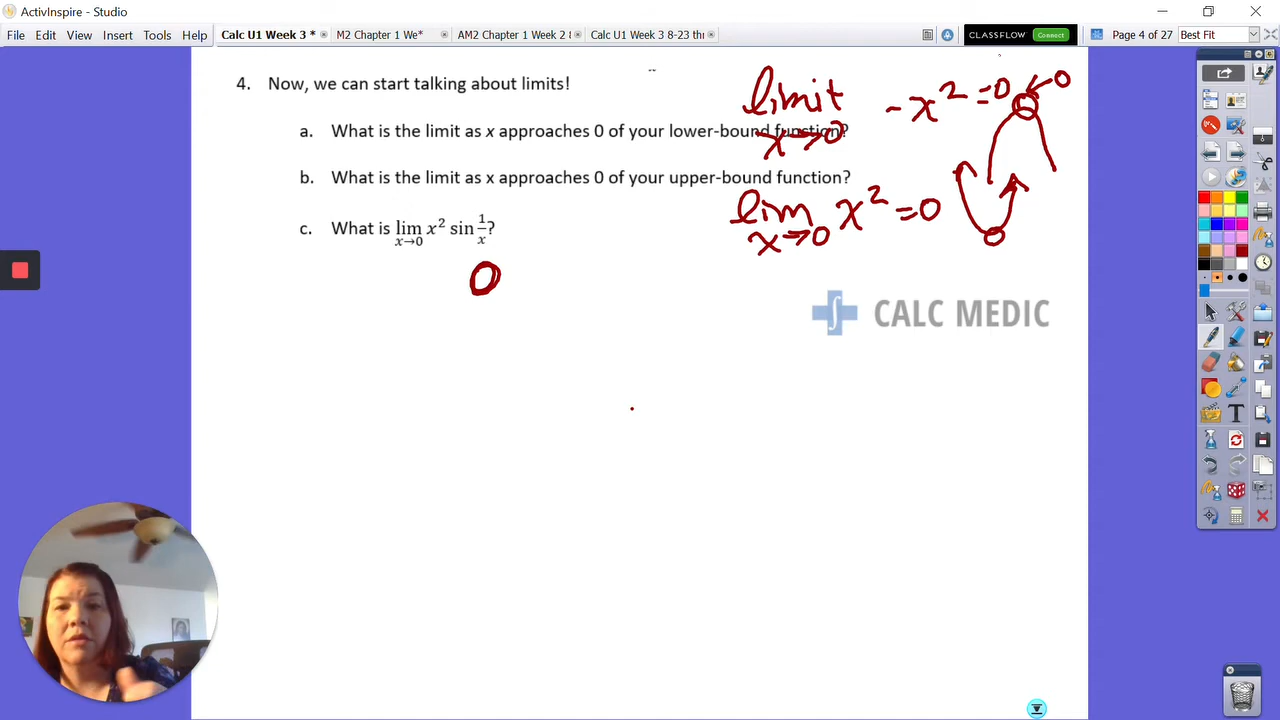 ActivInspire - Studio
File Edit View Insert Tools Help
Calc U1 Week 3 * M2 Chapter 1 We* AM2 Chapter 1 Week 2 Calc U1 Week 3 8-23 CLASSFLOW Connect Page 4 of 27 Best Fit
4. Now, we can start talking about limits!
limit x→0 -x² = 0 ← 0
a. What is the limit as x approaches 0 of your lower-bound function?
b. What is the limit as x approaches 0 of your upper-bound function?
lim x→0 x² = 0
c. What is lim x→0 x² sin 1/x?
0
CALC MEDIC